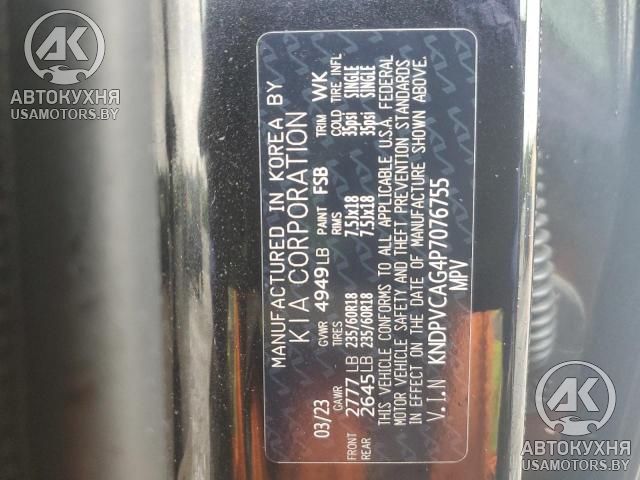 AK
АВТОКУХНЯ
USAMOTORS.BY
MANUFACTURED IN KOREA BY
KIA CORPORATION
03/23 GVWR 4949LB PAINT FSB TRIM WK
GAWR TIRES RIMS COLD TIRE INFL
FRONT 2777LB 235/60R18 7.5Jx18 35psi SINGLE
REAR 2645LB 235/60R18 7.5Jx18 35psi SINGLE
THIS VEHICLE CONFORMS TO ALL APPLICABLE U.S.A. FEDERAL
MOTOR VEHICLE SAFETY AND THEFT PREVENTION STANDARDS
IN EFFECT ON THE DATE OF MANUFACTURE SHOWN ABOVE.
V.I.N KNDPVCAG4P7076755
MPV
AK
АВТОКУХНЯ
USAMOTORS.BY